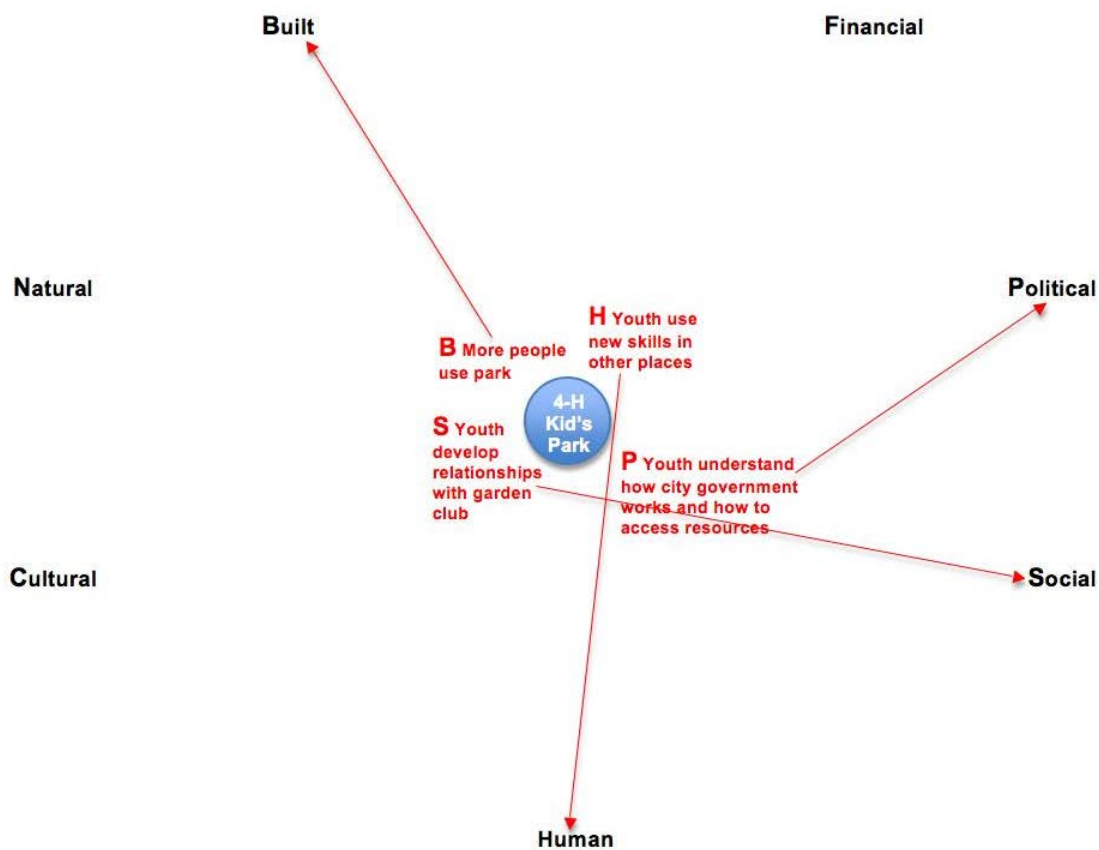 Built
Financial
Natural
Political
H Youth use
new skills in
other places
B More people
use park
4-H
Kid's
Park
S Youth
develop
relationships
with garden
club
P Youth understand
how city government
works and how to
access resources
Cultural
Social
Human